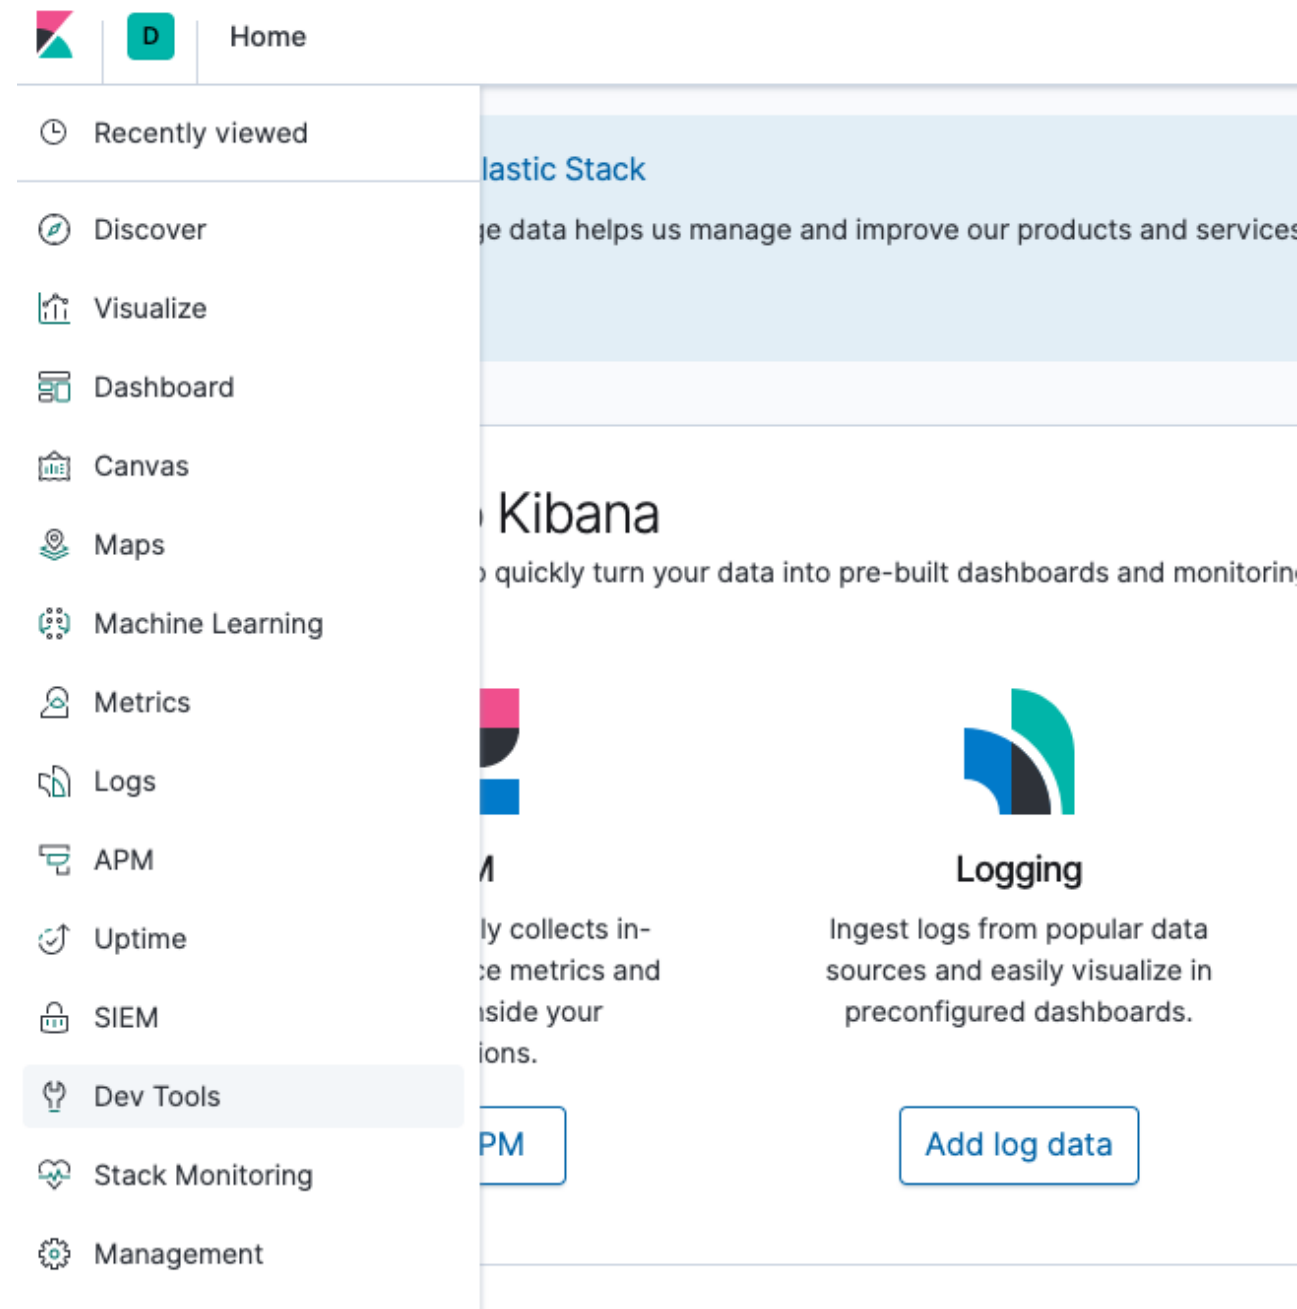 D
Home
Recently viewed
Discover
Visualize
Dashboard
Canvas
Maps
Machine Learning
Metrics
Logs
APM
Uptime
SIEM
Dev Tools
Stack Monitoring
Management
lastic Stack
data helps us manage and improve our products and services
Kibana
quickly turn your data into pre-built dashboards and monitorin
M
ly collects in-
ce metrics and
side your
ions.
PM
Logging
Ingest logs from popular data
sources and easily visualize in
preconfigured dashboards.
Add log data